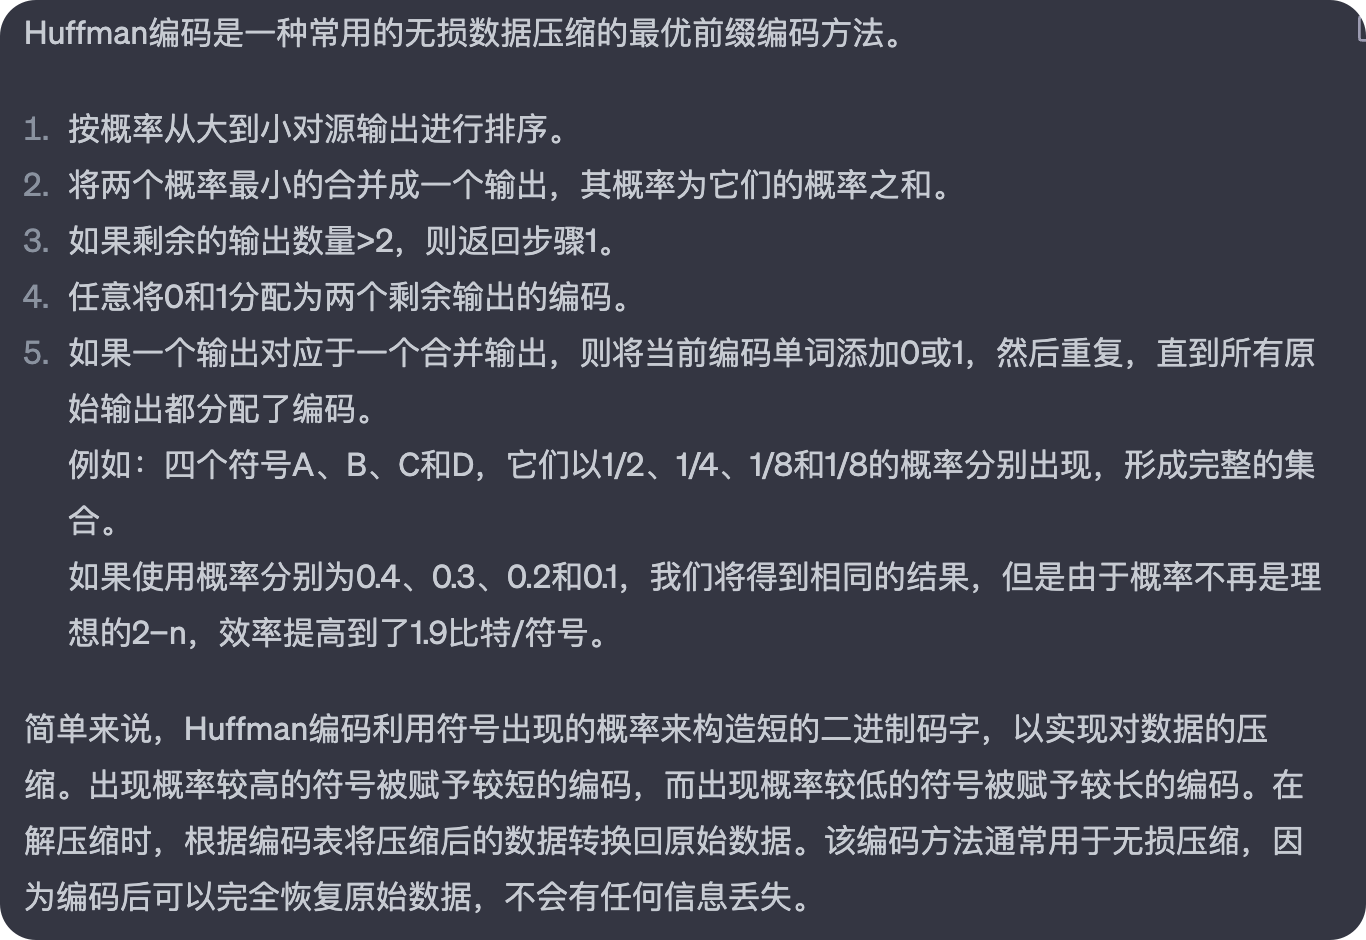 Huffman编码是一种常用的无损数据压缩的最优前缀编码方法。
1. 按概率从大到小对源输出进行排序。
2. 将两个概率最小的合并成一个输出，其概率为它们的概率之和。
3. 如果剩余的输出数量>2，则返回步骤1。
4. 任意将0和1分配为两个剩余输出的编码。
5. 如果一个输出对应于一个合并输出，则将当前编码单词添加0或1，然后重复，直到所有原
始输出都分配了编码。
例如：四个符号A、B、C和D，它们以1/2、1/4、1/8和1/8的概率分别出现，形成完整的集
合。
如果使用概率分别为0.4、0.3、0.2和0.1，我们将得到相同的结果，但是由于概率不再是理
想的2−n，效率提高到了1.9比特/符号。
简单来说，Huffman编码利用符号出现的概率来构造短的二进制码字，以实现对数据的压
缩。出现概率较高的符号被赋予较短的编码，而出现概率较低的符号被赋予较长的编码。在
解压缩时，根据编码表将压缩后的数据转换回原始数据。该编码方法通常用于无损压缩，因
为编码后可以完全恢复原始数据，不会有任何信息丢失。